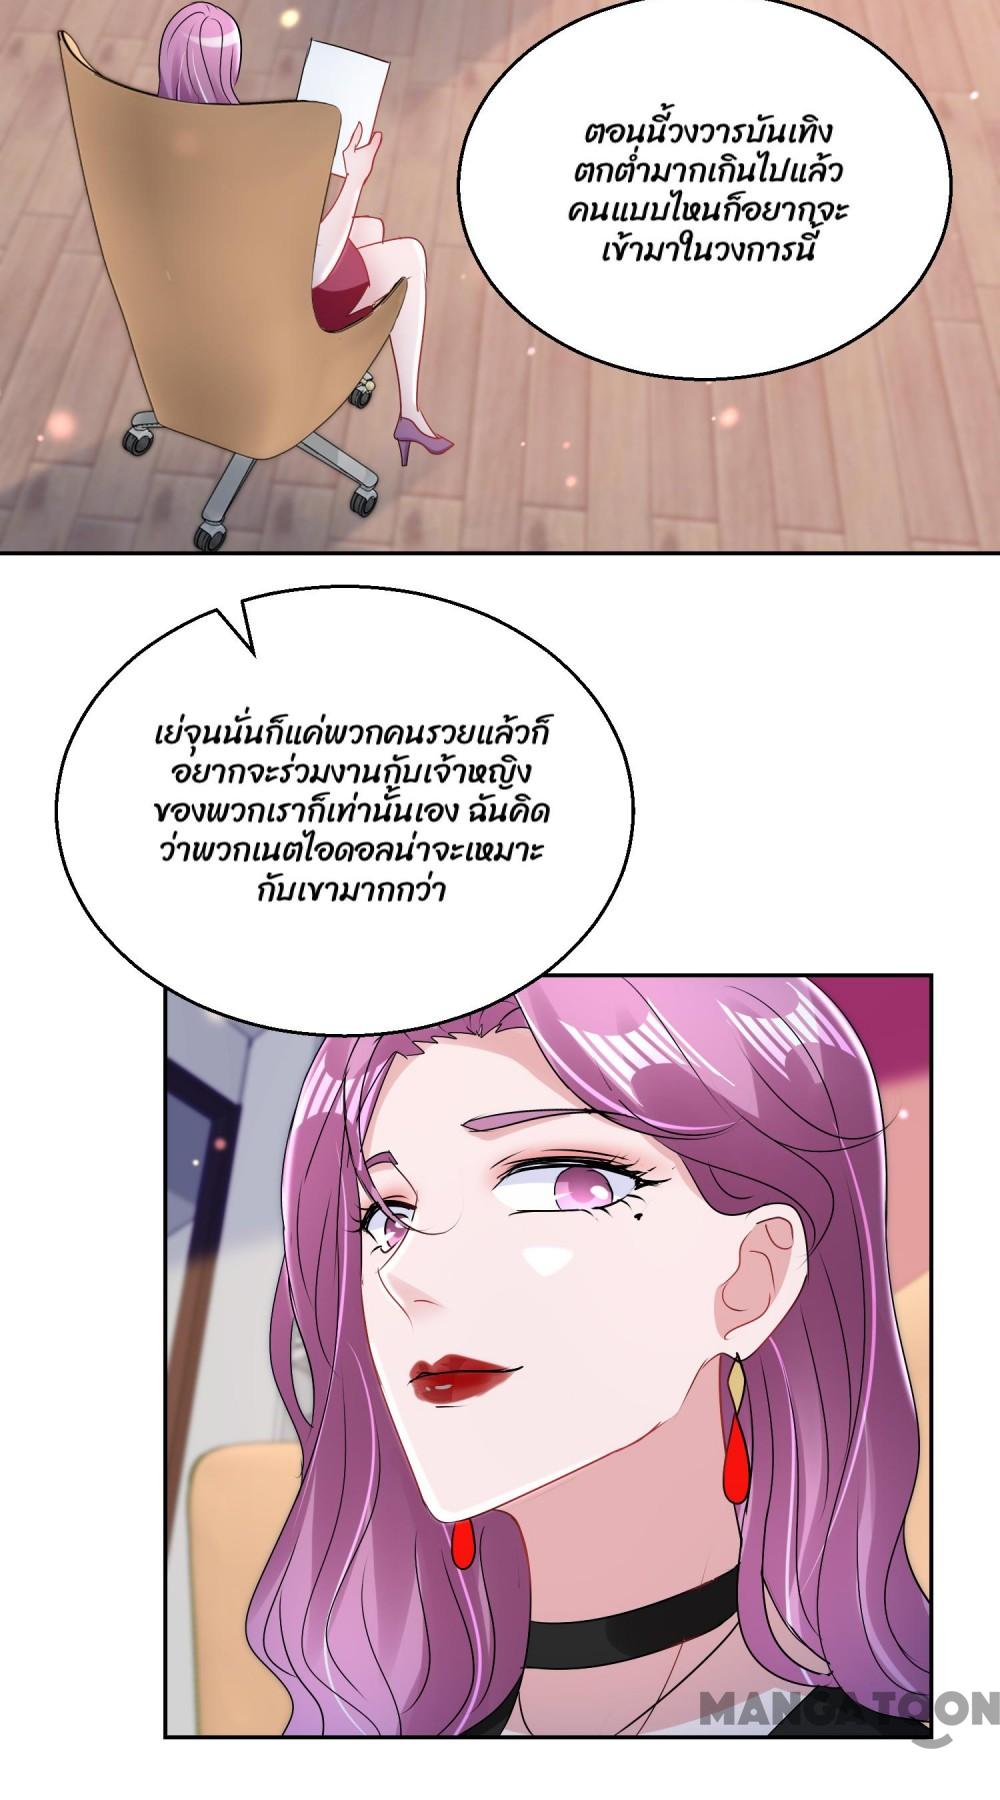 ตอนนี้วงวารบันเทิง
ตกต่ำมากเกินไปแล้ว
คนแบบไหนก็อยากจะ
เข้ามาในวงการนี้
เย่จุนนั่นก็แค่พวกคนรวยแล้วก็
อยากจะร่วมงานกับเจ้าหญิง
ของพวกเราก็เท่านั้นเอง ฉันคิด
ว่าพวกเนตไอดอลน่าจะเหมาะ
กับเขามากกว่า
MANGATOON